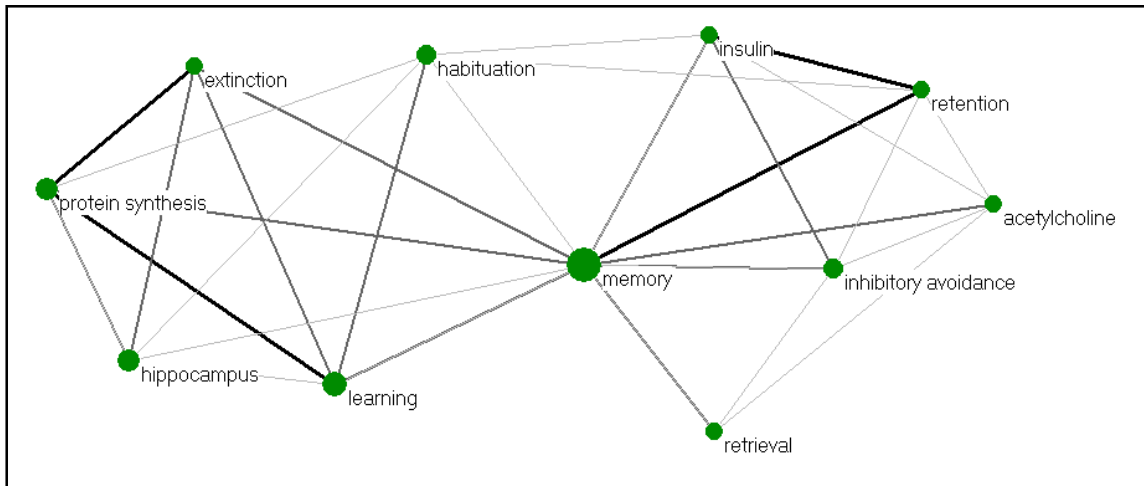 insulin
habituation
extinction
retention
protein synthesis
acetylcholine
memory
inhibitory avoidance
hippocampus
learning
retrieval